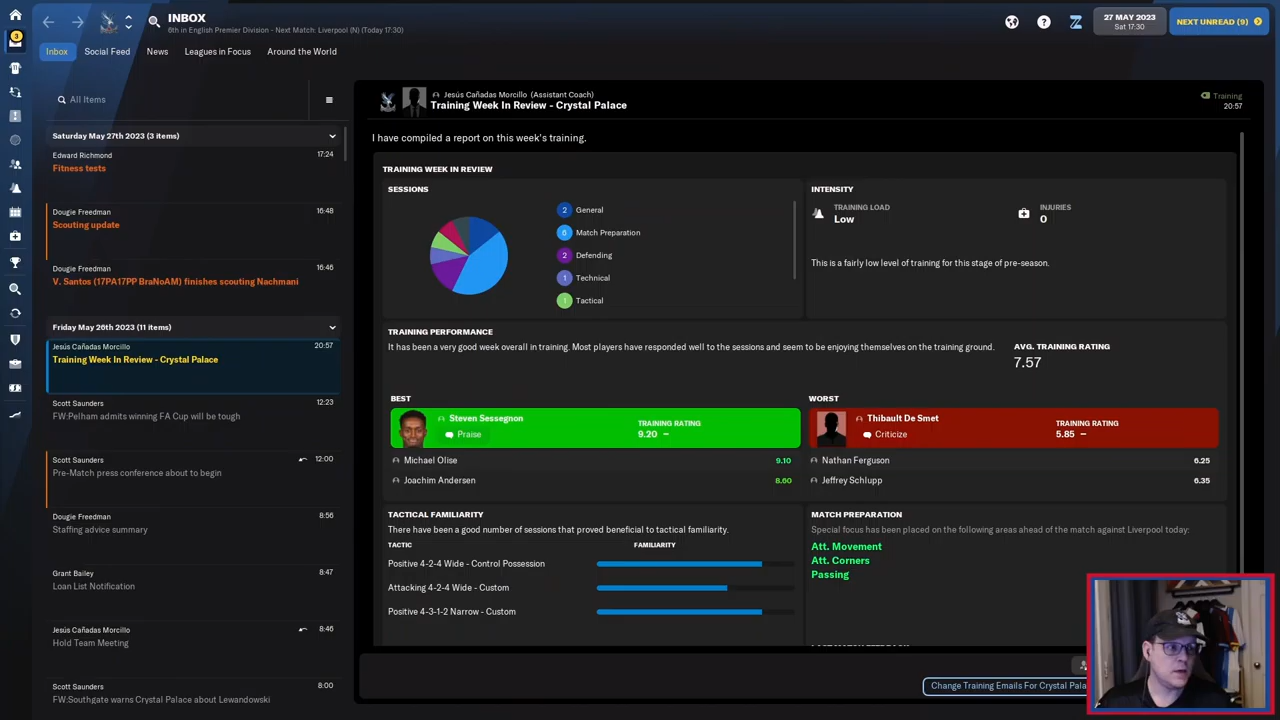 INBOX
6th in English Premier Division - Next Match: Liverpool (N) (Today 17:30)
27 MAY 2023
Sat 17:30
NEXT UNREAD (9)
3
Inbox
Social Feed
News
Leagues in Focus
Around the World
All Items
Saturday May 27th 2023 (3 items)
Edward Richmond
17:24
Fitness tests
Dougie Freedman
16:48
Scouting update
Dougie Freedman
16:46
V. Santos (17PA17PP BraNoAM) finishes scouting Nachmani
Friday May 26th 2023 (11 items)
Jesús Cañadas Morcillo
20:57
Training Week In Review - Crystal Palace
Scott Saunders
12:23
FW:Pelham admits winning FA Cup will be tough
Scott Saunders
12:00
Pre-Match press conference about to begin
Dougie Freedman
8:56
Staffing advice summary
Grant Bailey
8:47
Loan List Notification
Jesús Cañadas Morcillo
8:46
Hold Team Meeting
Scott Saunders
8:00
FW:Southgate warns Crystal Palace about Lewandowski
Jesús Cañadas Morcillo (Assistant Coach)
Training Week In Review - Crystal Palace
Training
20:57
I have compiled a report on this week's training.
TRAINING WEEK IN REVIEW
SESSIONS
2 General
6 Match Preparation
2 Defending
1 Technical
1 Tactical
INTENSITY
TRAINING LOAD
Low
INJURIES
0
This is a fairly low level of training for this stage of pre-season.
TRAINING PERFORMANCE
It has been a very good week overall in training. Most players have responded well to the sessions and seem to be enjoying themselves on the training ground.
AVG. TRAINING RATING
7.57
BEST
Steven Sessegnon
Praise
TRAINING RATING
9.20 –
Michael Olise
9.10
Joachim Andersen
8.60
WORST
Thibault De Smet
Criticize
TRAINING RATING
5.85 –
Nathan Ferguson
6.25
Jeffrey Schlupp
6.35
TACTICAL FAMILIARITY
There have been a good number of sessions that proved beneficial to tactical familiarity.
TACTIC
FAMILIARITY
Positive 4-2-4 Wide - Control Possession
Attacking 4-2-4 Wide - Custom
Positive 4-3-1-2 Narrow - Custom
MATCH PREPARATION
Special focus has been placed on the following areas ahead of the match against Liverpool today:
Att. Movement
Att. Corners
Passing
Change Training Emails For Crystal Pala